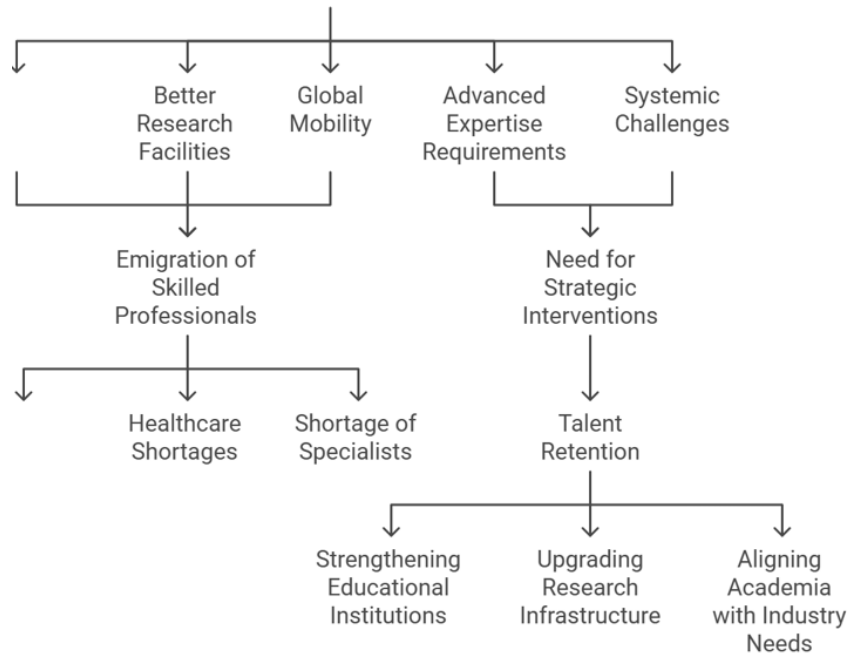 Better
Research
Facilities
Global
Mobility
Advanced
Expertise
Requirements
Systemic
Challenges
Emigration of
Skilled
Professionals
Need for
Strategic
Interventions
Healthcare
Shortages
Shortage of
Specialists
Talent
Retention
Strengthening
Educational
Institutions
Upgrading
Research
Infrastructure
Aligning
Academia
with Industry
Needs